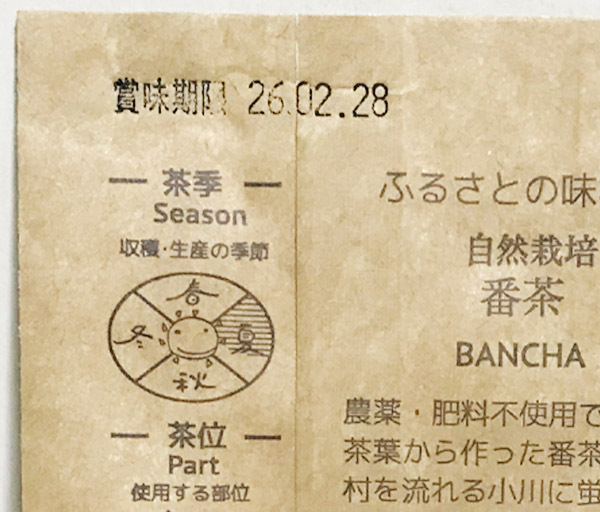 賞味期限 26.02.28
茶季
Season
収穫·生産の季節
春
冬 夏
秋
茶位
Part
使用する部位
ふるさとの味
自然栽培
番茶
BANCHA
農薬・肥料不使用で
茶葉から作った番茶
村を流れる小川に蛍